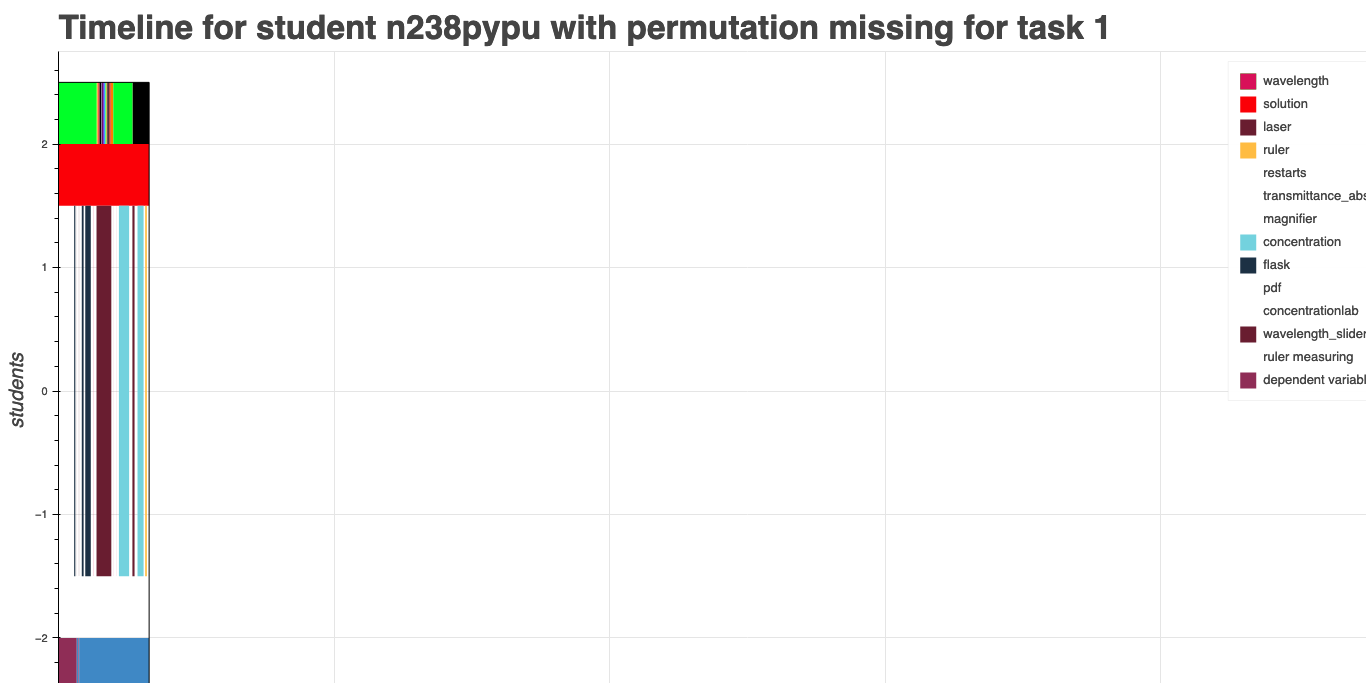 Timeline for student n238pypu with permutation missing for task 1
wavelength
solution
laser
ruler
restarts
transmittance_abs
magnifier
concentration
flask
pdf
concentrationlab
wavelength_slider
ruler measuring
dependent variabl
2
1
0
−1
−2
students